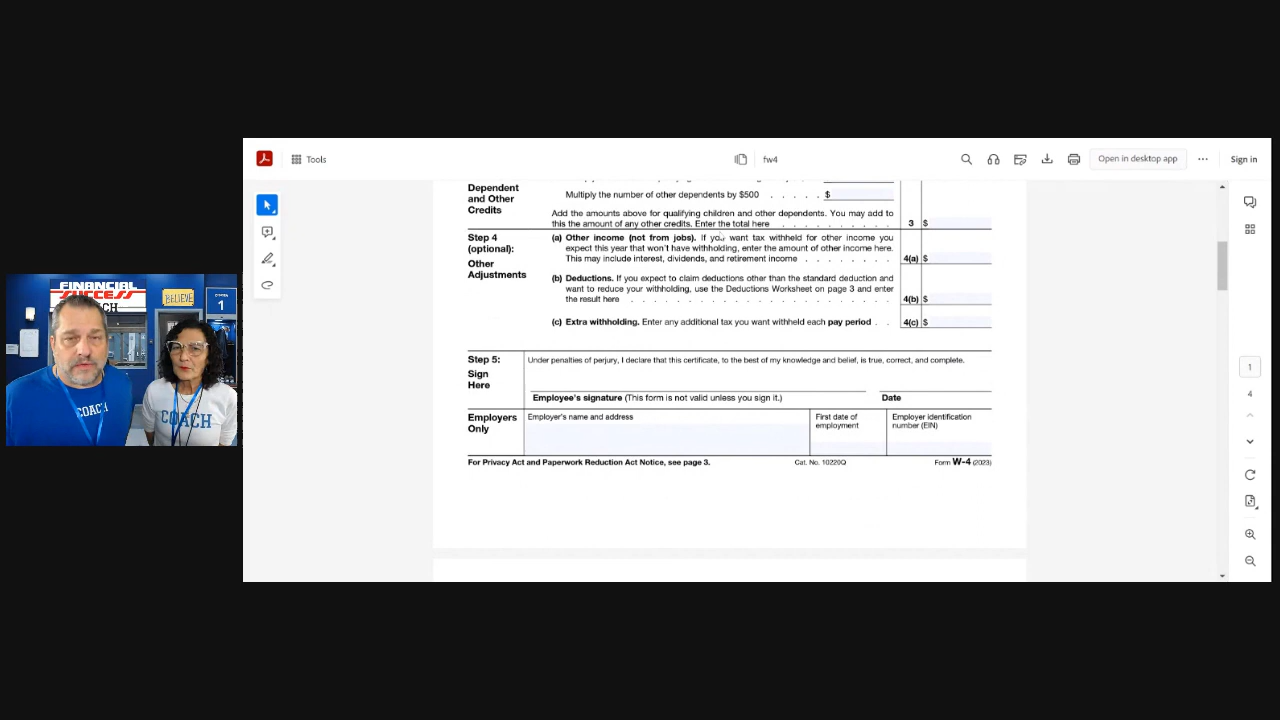 FINANCIAL
SUCCESS
COACH
BELIEVE
1
COACH
COACH
Tools
fw4
Open in desktop app
Sign in
Dependent
and Other
Credits
Multiply the number of other dependents by $500 . . . . . $
Add the amounts above for qualifying children and other dependents. You may add to
this the amount of any other credits. Enter the total here . . . . . . . . . . 3 $
Step 4
(optional):
Other
Adjustments
(a) Other income (not from jobs). If you want tax withheld for other income you
expect this year that won't have withholding, enter the amount of other income here.
This may include interest, dividends, and retirement income . . . . . . . . 4(a) $
(b) Deductions. If you expect to claim deductions other than the standard deduction and
want to reduce your withholding, use the Deductions Worksheet on page 3 and enter
the result here . . . . . . . . . . . . . . . . . . . . . . . 4(b) $
(c) Extra withholding. Enter any additional tax you want withheld each pay period . . 4(c) $
Step 5:
Sign
Here
Under penalties of perjury, I declare that this certificate, to the best of my knowledge and belief, is true, correct, and complete.
Employee's signature (This form is not valid unless you sign it.)
Date
Employers
Only
Employer's name and address
First date of
employment
Employer identification
number (EIN)
For Privacy Act and Paperwork Reduction Act Notice, see page 3.
Cat. No. 10220Q
Form W-4 (2023)
1
4